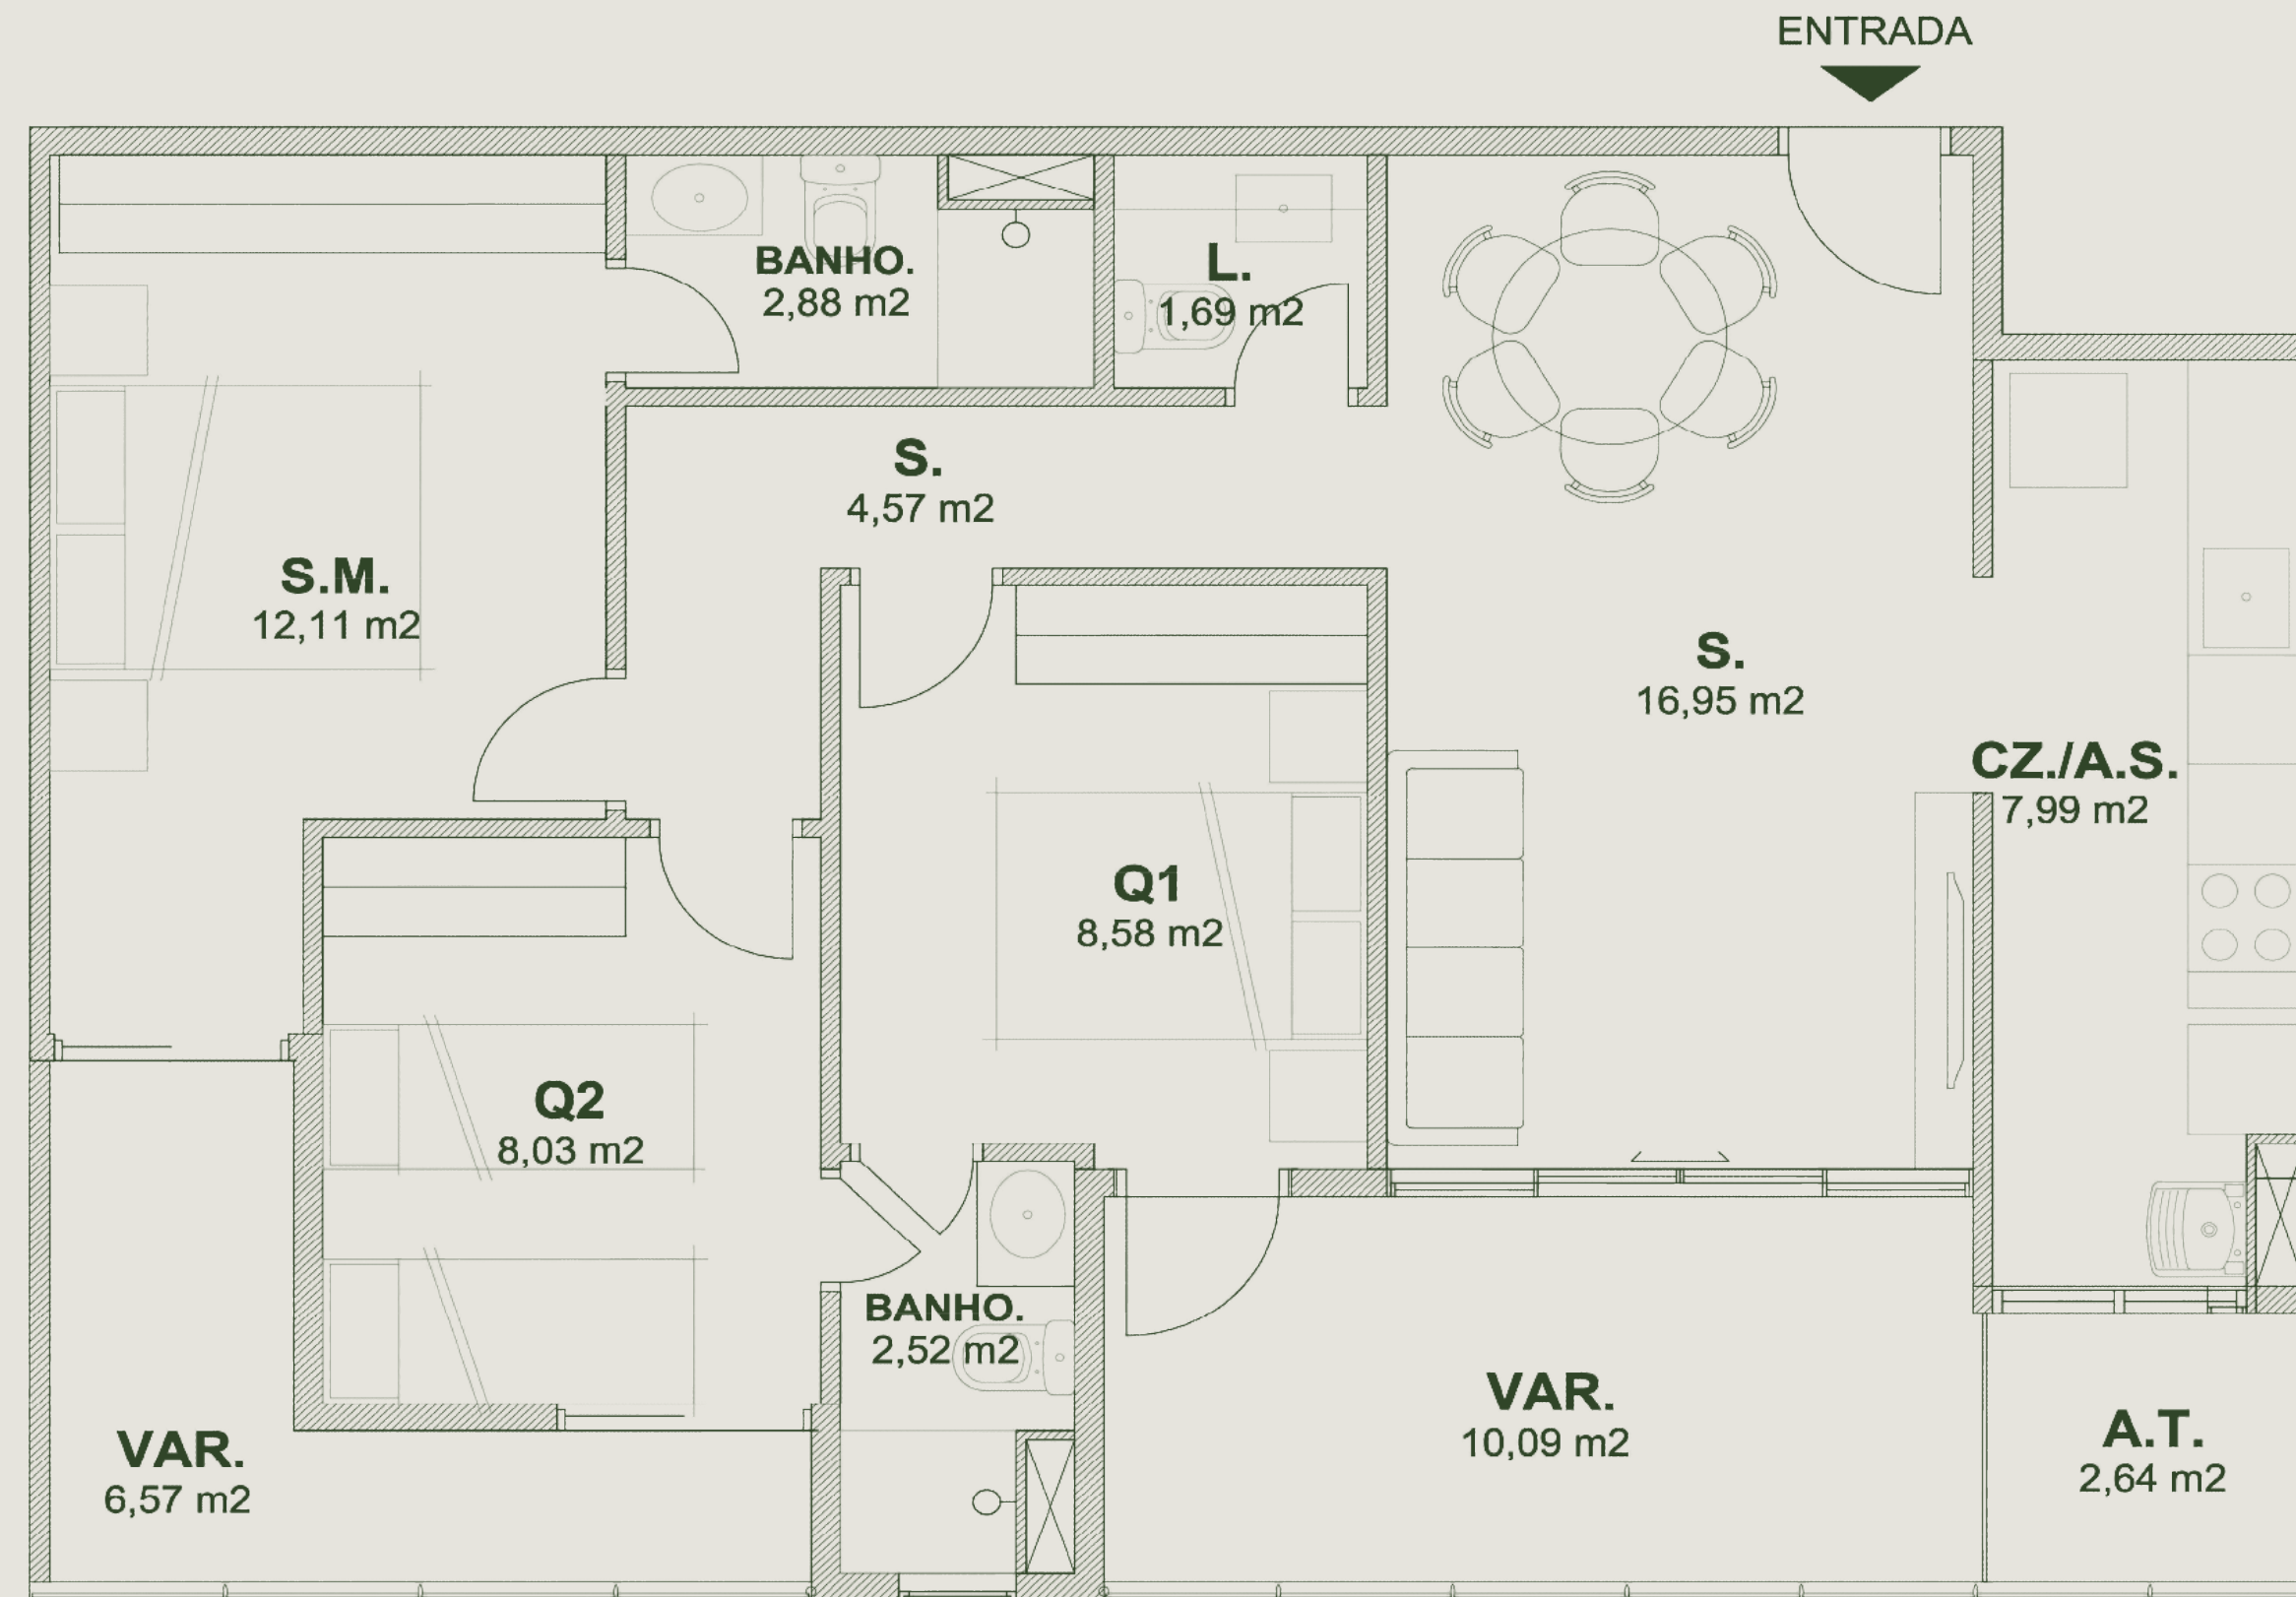 ENTRADA
BANHO.
2,88 m2
L.
1,69 m2
S.
4,57 m2
S.M.
12,11 m2
S.
16,95 m2
CZ./A.S.
7,99 m2
Q1
8,58 m2
Q2
8,03 m2
BANHO.
2,52 m2
VAR.
10,09 m2
A.T.
2,64 m2
VAR.
6,57 m2